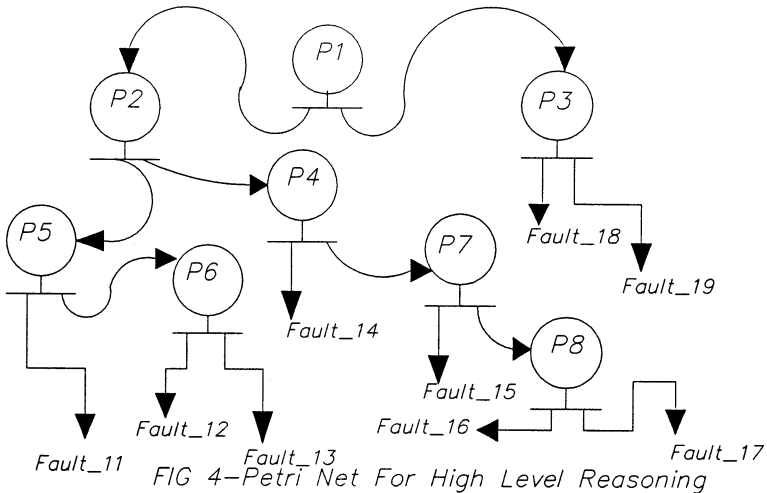 P1
P2
P3
P4
P5
P6
P7
P8
Fault_18
Fault_19
Fault_14
Fault_15
Fault_12
Fault_16
Fault_17
Fault_11
Fault_13
FIG 4-Petri Net For High Level Reasoning